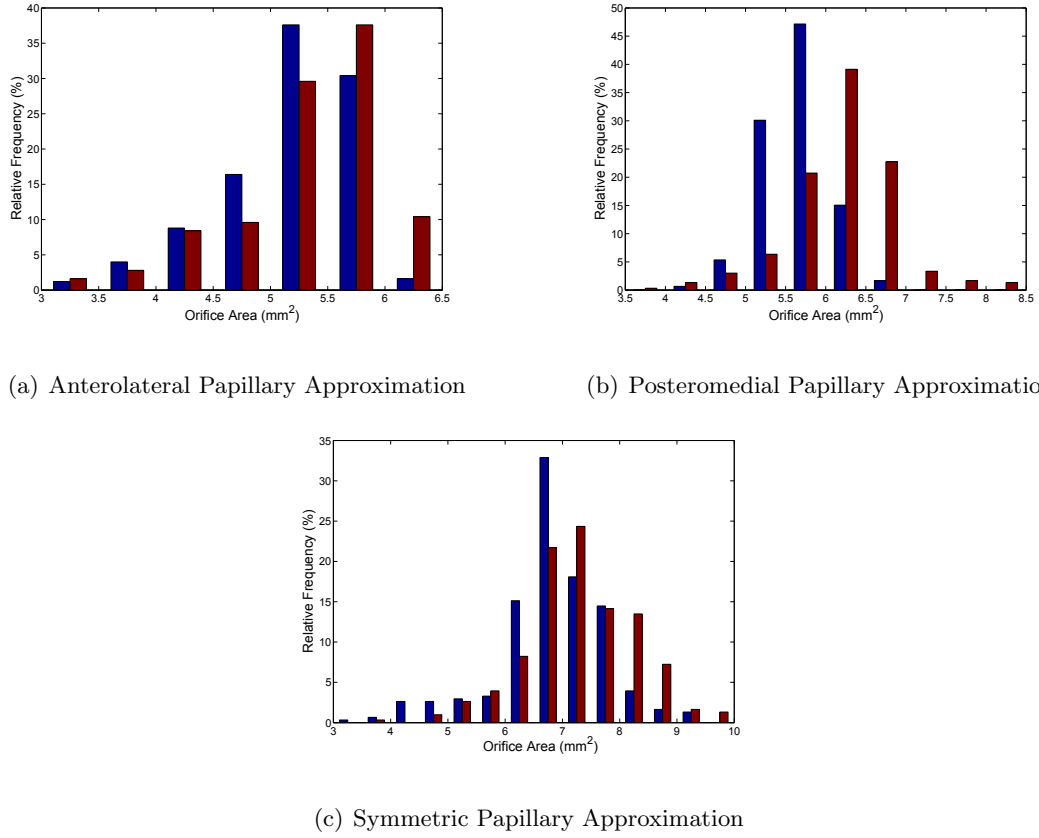 40
35
30
25
20
15
10
5
0
Relative Frequency (%)
3 3.5 4 4.5 5 5.5 6 6.5
Orifice Area (mm²)
(a) Anterolateral Papillary Approximation
50
45
40
35
30
25
20
15
10
5
0
Relative Frequency (%)
3.5 4 4.5 5 5.5 6 6.5 7 7.5 8 8.5
Orifice Area (mm²)
(b) Posteromedial Papillary Approximatio
35
30
25
20
15
10
5
0
Relative Frequency (%)
3 4 5 6 7 8 9 10
Orifice Area (mm²)
(c) Symmetric Papillary Approximation